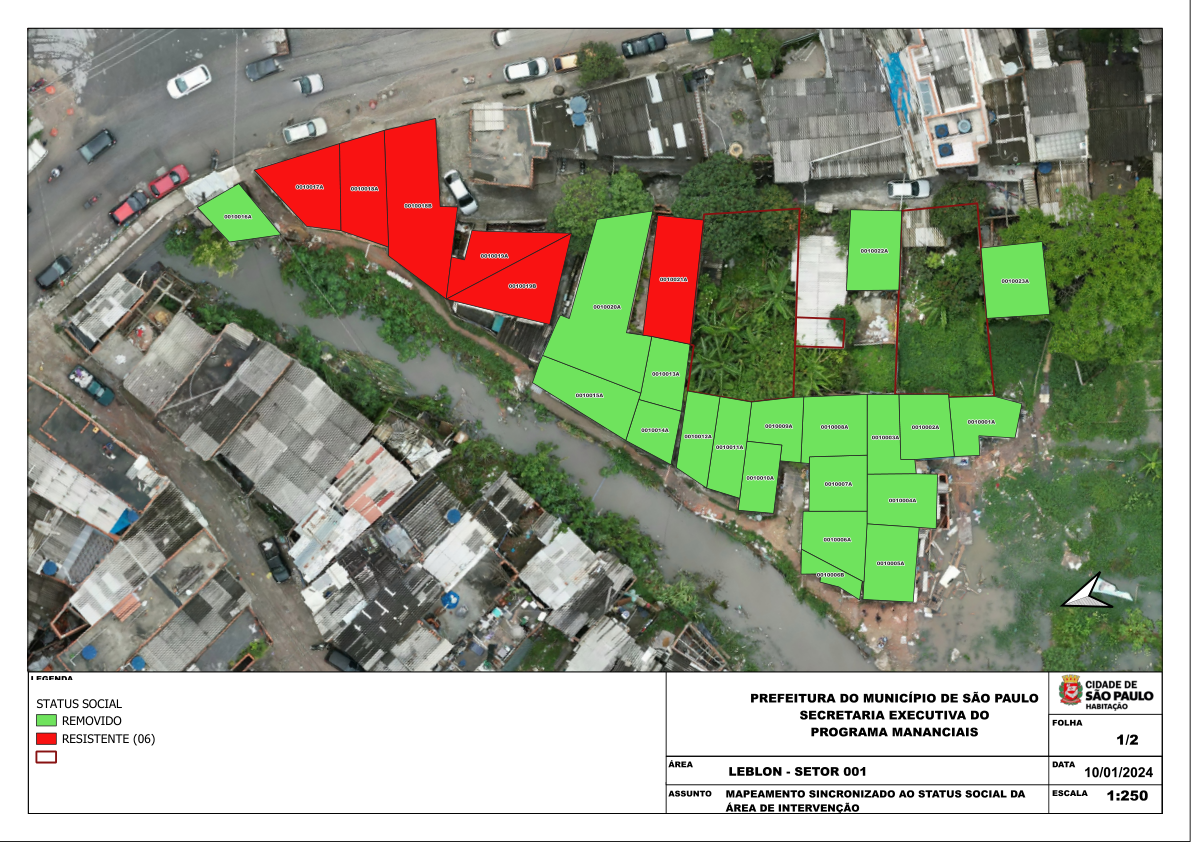 0010017A
0010018A
0010018B
0010016A
0010019A
0010019B
0010020A
0010021A
0010022A
0010023A
0010013A
0010015A
0010014A
0010012A
0010011A
0010009A
0010010A
0010008A
0010003A
0010002A
0010001A
0010007A
0010004A
0010006A
0010005A
0010006B
LEGENDA
STATUS SOCIAL
REMOVIDO
RESISTENTE (06)
PREFEITURA DO MUNICÍPIO DE SÃO PAULO
SECRETARIA EXECUTIVA DO
PROGRAMA MANANCIAIS
CIDADE DE
SÃO PAULO
HABITAÇÃO
FOLHA
1/2
ÁREA
LEBLON - SETOR 001
DATA
10/01/2024
ASSUNTO
MAPEAMENTO SINCRONIZADO AO STATUS SOCIAL DA
ÁREA DE INTERVENÇÃO
ESCALA
1:250